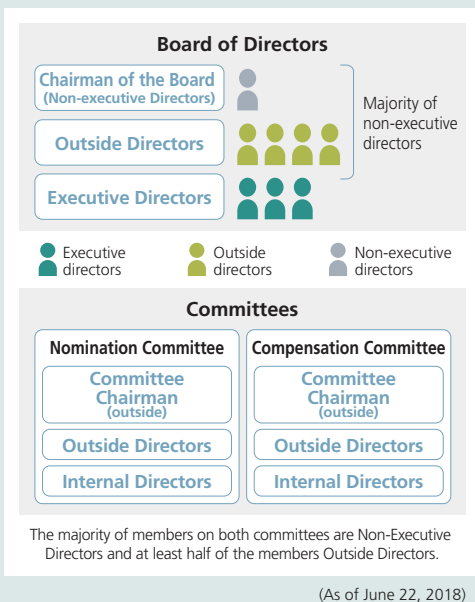 Board of Directors
Chairman of the Board
(Non-executive Directors)
Outside Directors
Executive Directors
Majority of
non-executive
directors
Executive
directors
Outside
directors
Non-executive
directors
Committees
Nomination Committee
Committee
Chairman
(outside)
Outside Directors
Internal Directors
Compensation Committee
Committee
Chairman
(outside)
Outside Directors
Internal Directors
The majority of members on both committees are Non-Executive
Directors and at least half of the members Outside Directors.
(As of June 22, 2018)